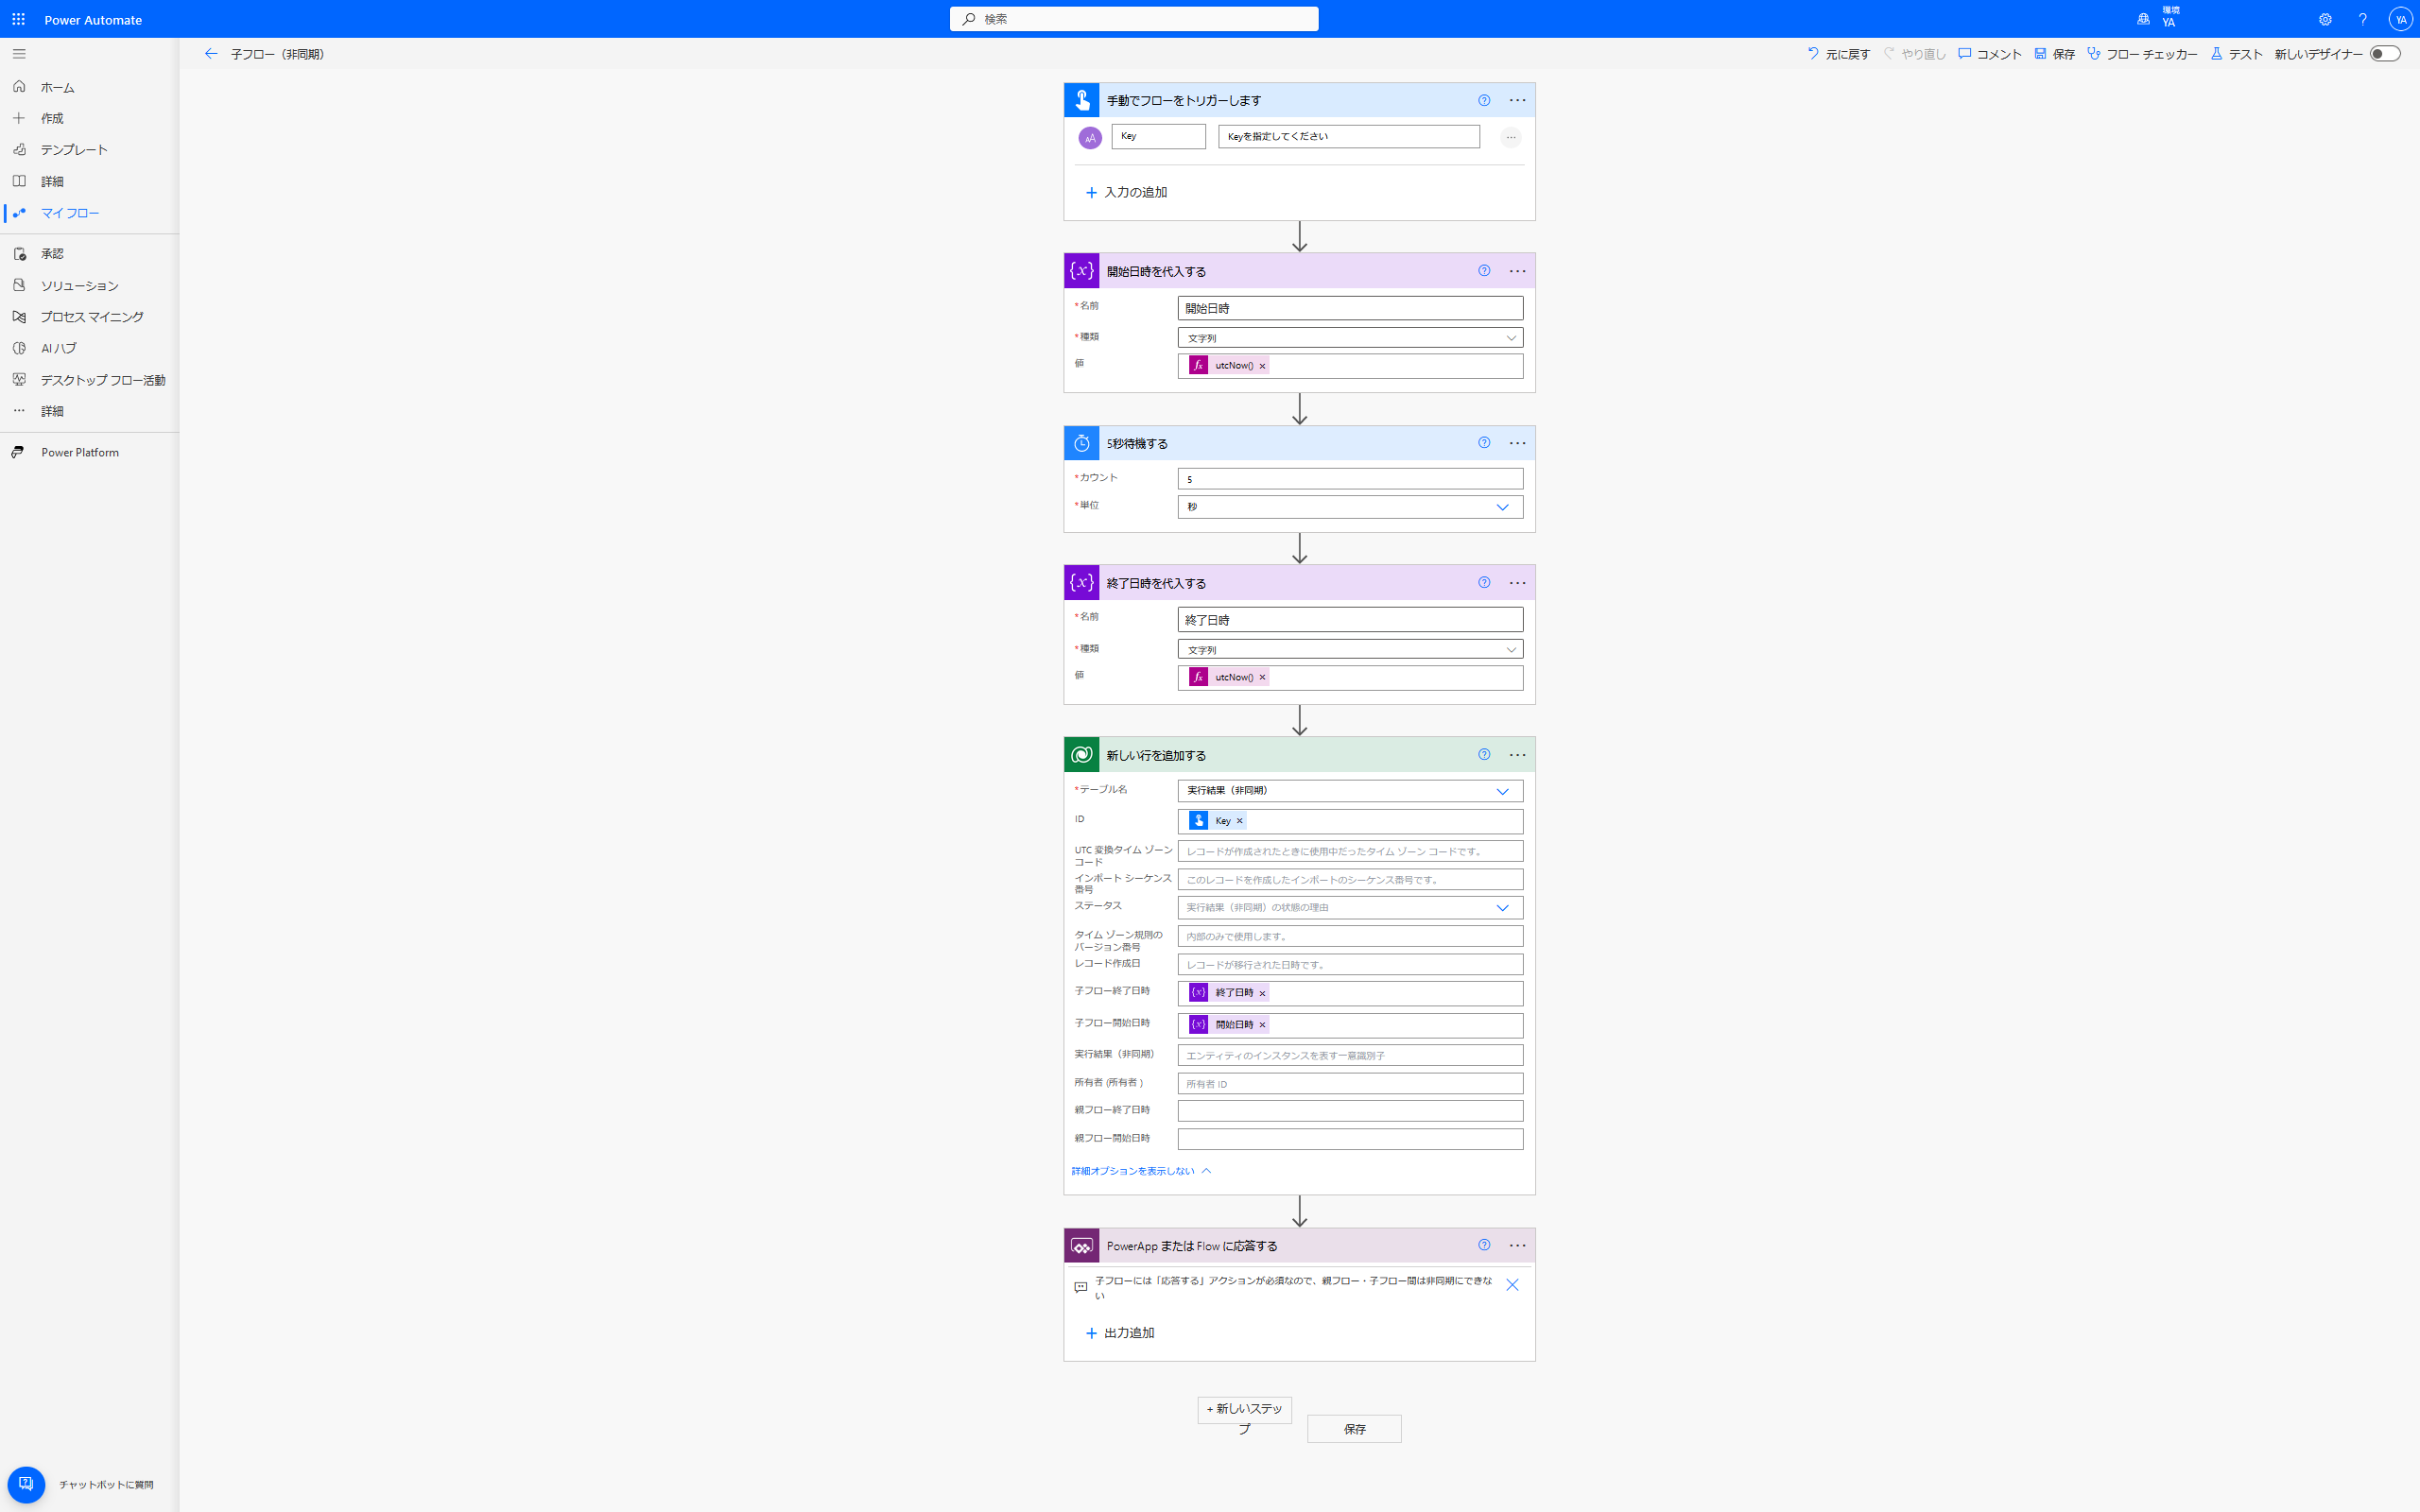 Power Automate
検索
環境
YA
YA
子フロー（非同期）
元に戻す
やり直し
コメント
保存
フロー チェッカー
テスト
新しいデザイナー
ホーム
作成
テンプレート
詳細
マイ フロー
承認
ソリューション
プロセス マイニング
AI ハブ
デスクトップ フロー活動
詳細
Power Platform
チャットボットに質問
手動でフローをトリガーします
Key
Keyを指定してください
入力の追加
開始日時を代入する
*名前
開始日時
*種類
文字列
値
utcNow()
5秒待機する
*カウント
5
*単位
秒
終了日時を代入する
*名前
終了日時
*種類
文字列
値
utcNow()
新しい行を追加する
*テーブル名
実行結果（非同期）
ID
Key
UTC 変換タイム ゾーン
コード
レコードが作成されたときに使用中だったタイム ゾーン コードです。
インポート シーケンス
番号
このレコードを作成したインポートのシーケンス番号です。
ステータス
実行結果（非同期）の状態の理由
タイム ゾーン規則の
バージョン番号
内部のみで使用します。
レコード作成日
レコードが移行された日時です。
子フロー終了日時
終了日時
子フロー開始日時
開始日時
実行結果（非同期）
エンティティのインスタンスを表す一意識別子
所有者 (所有者 )
所有者 ID
親フロー終了日時
親フロー開始日時
詳細オプションを表示しない
PowerApp または Flow に応答する
子フローには「応答する」アクションが必須なので、親フロー・子フロー間は非同期にできな
い
出力追加
+ 新しいステッ
プ
保存